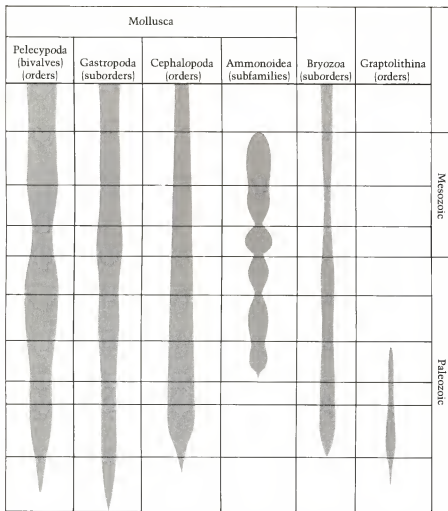 Mollusca
Pelecypoda
(bivalves)
(orders)
Gastropoda
(suborders)
Cephalopoda
(orders)
Ammonoidea
(subfamilies)
Bryozoa
(suborders)
Graptolithina
(orders)
Mesozoic
Paleozoic